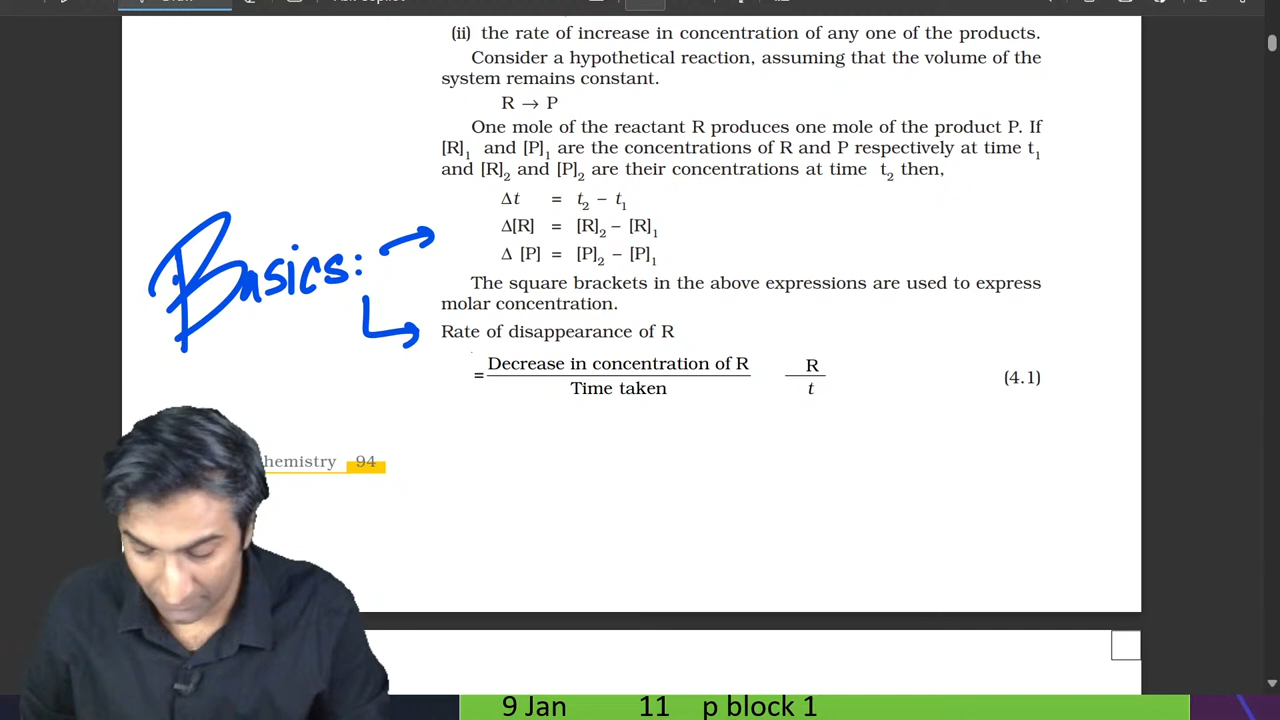 (ii) the rate of increase in concentration of any one of the products.
Consider a hypothetical reaction, assuming that the volume of the
system remains constant.
R → P
One mole of the reactant R produces one mole of the product P. If
[R]₁ and [P]₁ are the concentrations of R and P respectively at time t₁
and [R]₂ and [P]₂ are their concentrations at time t₂ then,
Δt = t₂ – t₁
Δ[R] = [R]₂ – [R]₁
Δ [P] = [P]₂ – [P]₁
Basics:
The square brackets in the above expressions are used to express
molar concentration.
Rate of disappearance of R
= Decrease in concentration of R / Time taken R / t (4.1)
hemistry 94
9 Jan 11 p block 1